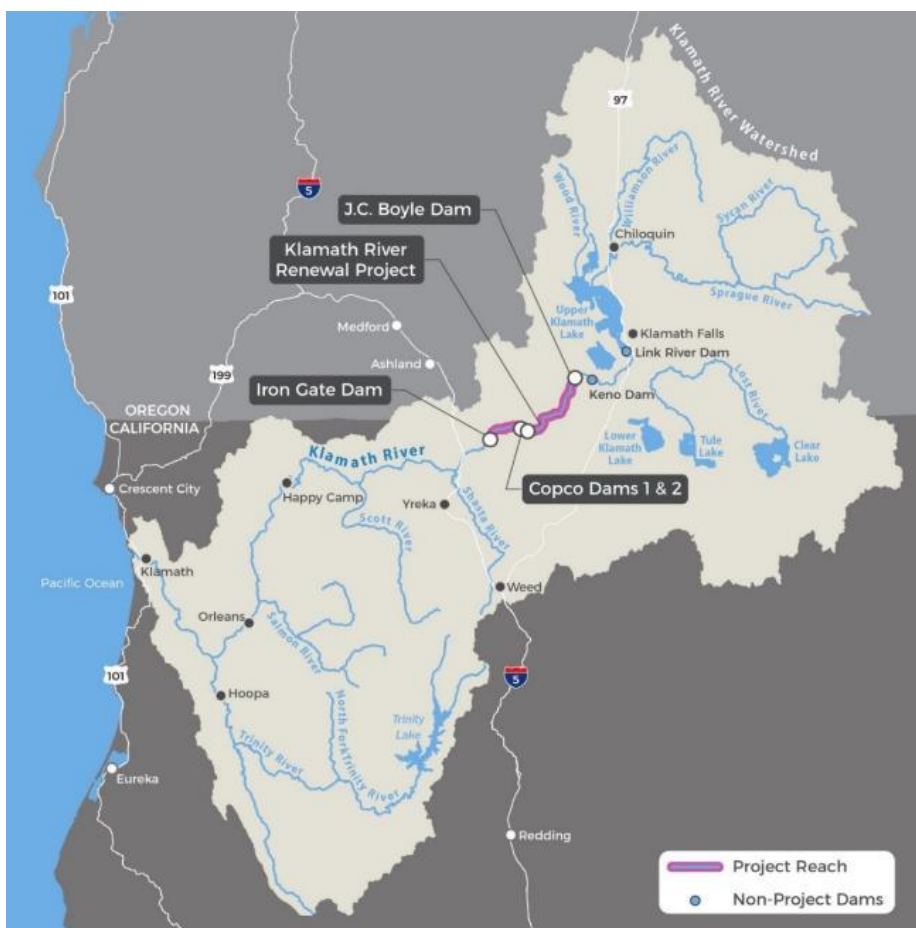 Klamath River Watershed
97
5
Wood River
Williamson River
Sycan River
J.C. Boyle Dam
Chiloquin
Klamath River
Renewal Project
Sprague River
101
Upper
Klamath
Lake
Medford
Klamath Falls
Link River Dam
Ashland
199
Iron Gate Dam
Keno Dam
Lost River
OREGON
CALIFORNIA
Lower
Klamath
Lake
Tule
Lake
Clear
Lake
Klamath River
Crescent City
Happy Camp
Copco Dams 1 & 2
Yreka
Shasta River
Scott River
Klamath
Pacific Ocean
Weed
Orleans
Salmon River
101
5
Hoopa
North Fork Trinity River
Trinity
Lake
Trinity River
Eureka
Redding
Project Reach
Non-Project Dams